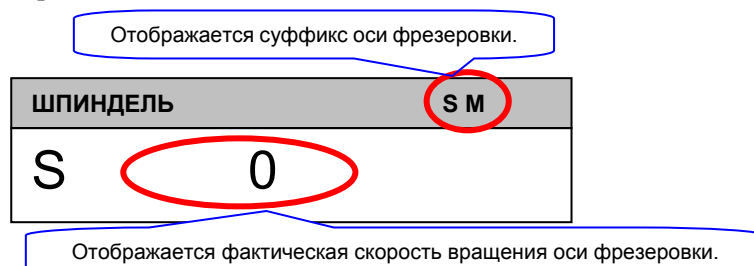 Отображается суффикс оси фрезеровки.
ШПИНДЕЛЬ S M
S 0
Отображается фактическая скорость вращения оси фрезеровки.